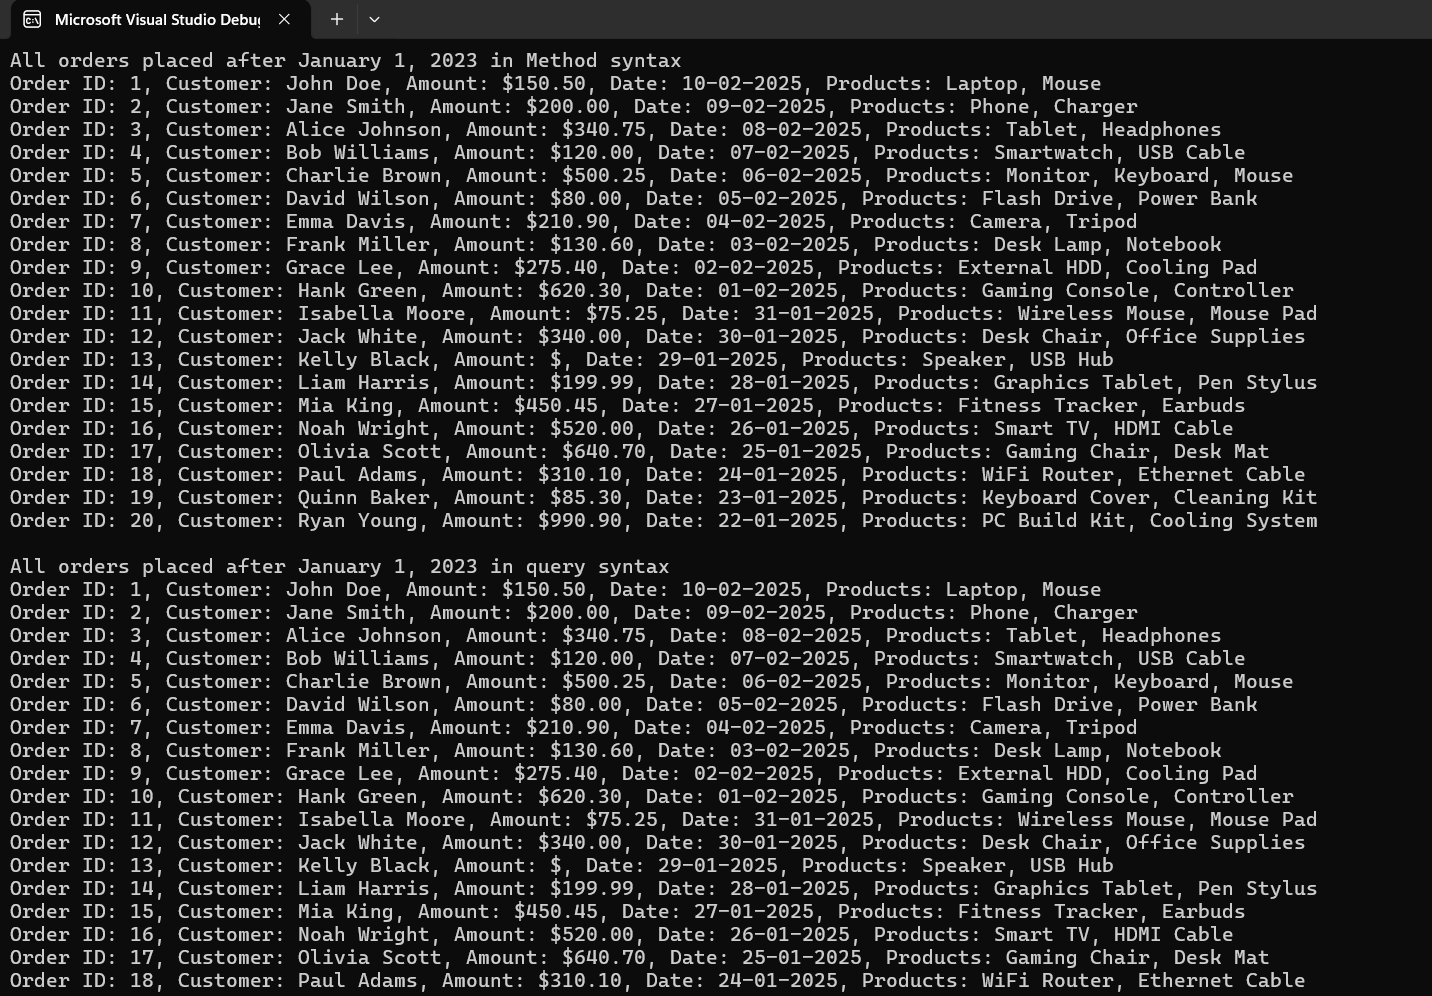 Microsoft Visual Studio Debug
All orders placed after January 1, 2023 in Method syntax
Order ID: 1, Customer: John Doe, Amount: $150.50, Date: 10-02-2025, Products: Laptop, Mouse
Order ID: 2, Customer: Jane Smith, Amount: $200.00, Date: 09-02-2025, Products: Phone, Charger
Order ID: 3, Customer: Alice Johnson, Amount: $340.75, Date: 08-02-2025, Products: Tablet, Headphones
Order ID: 4, Customer: Bob Williams, Amount: $120.00, Date: 07-02-2025, Products: Smartwatch, USB Cable
Order ID: 5, Customer: Charlie Brown, Amount: $500.25, Date: 06-02-2025, Products: Monitor, Keyboard, Mouse
Order ID: 6, Customer: David Wilson, Amount: $80.00, Date: 05-02-2025, Products: Flash Drive, Power Bank
Order ID: 7, Customer: Emma Davis, Amount: $210.90, Date: 04-02-2025, Products: Camera, Tripod
Order ID: 8, Customer: Frank Miller, Amount: $130.60, Date: 03-02-2025, Products: Desk Lamp, Notebook
Order ID: 9, Customer: Grace Lee, Amount: $275.40, Date: 02-02-2025, Products: External HDD, Cooling Pad
Order ID: 10, Customer: Hank Green, Amount: $620.30, Date: 01-02-2025, Products: Gaming Console, Controller
Order ID: 11, Customer: Isabella Moore, Amount: $75.25, Date: 31-01-2025, Products: Wireless Mouse, Mouse Pad
Order ID: 12, Customer: Jack White, Amount: $340.00, Date: 30-01-2025, Products: Desk Chair, Office Supplies
Order ID: 13, Customer: Kelly Black, Amount: $, Date: 29-01-2025, Products: Speaker, USB Hub
Order ID: 14, Customer: Liam Harris, Amount: $199.99, Date: 28-01-2025, Products: Graphics Tablet, Pen Stylus
Order ID: 15, Customer: Mia King, Amount: $450.45, Date: 27-01-2025, Products: Fitness Tracker, Earbuds
Order ID: 16, Customer: Noah Wright, Amount: $520.00, Date: 26-01-2025, Products: Smart TV, HDMI Cable
Order ID: 17, Customer: Olivia Scott, Amount: $640.70, Date: 25-01-2025, Products: Gaming Chair, Desk Mat
Order ID: 18, Customer: Paul Adams, Amount: $310.10, Date: 24-01-2025, Products: WiFi Router, Ethernet Cable
Order ID: 19, Customer: Quinn Baker, Amount: $85.30, Date: 23-01-2025, Products: Keyboard Cover, Cleaning Kit
Order ID: 20, Customer: Ryan Young, Amount: $990.90, Date: 22-01-2025, Products: PC Build Kit, Cooling System
All orders placed after January 1, 2023 in query syntax
Order ID: 1, Customer: John Doe, Amount: $150.50, Date: 10-02-2025, Products: Laptop, Mouse
Order ID: 2, Customer: Jane Smith, Amount: $200.00, Date: 09-02-2025, Products: Phone, Charger
Order ID: 3, Customer: Alice Johnson, Amount: $340.75, Date: 08-02-2025, Products: Tablet, Headphones
Order ID: 4, Customer: Bob Williams, Amount: $120.00, Date: 07-02-2025, Products: Smartwatch, USB Cable
Order ID: 5, Customer: Charlie Brown, Amount: $500.25, Date: 06-02-2025, Products: Monitor, Keyboard, Mouse
Order ID: 6, Customer: David Wilson, Amount: $80.00, Date: 05-02-2025, Products: Flash Drive, Power Bank
Order ID: 7, Customer: Emma Davis, Amount: $210.90, Date: 04-02-2025, Products: Camera, Tripod
Order ID: 8, Customer: Frank Miller, Amount: $130.60, Date: 03-02-2025, Products: Desk Lamp, Notebook
Order ID: 9, Customer: Grace Lee, Amount: $275.40, Date: 02-02-2025, Products: External HDD, Cooling Pad
Order ID: 10, Customer: Hank Green, Amount: $620.30, Date: 01-02-2025, Products: Gaming Console, Controller
Order ID: 11, Customer: Isabella Moore, Amount: $75.25, Date: 31-01-2025, Products: Wireless Mouse, Mouse Pad
Order ID: 12, Customer: Jack White, Amount: $340.00, Date: 30-01-2025, Products: Desk Chair, Office Supplies
Order ID: 13, Customer: Kelly Black, Amount: $, Date: 29-01-2025, Products: Speaker, USB Hub
Order ID: 14, Customer: Liam Harris, Amount: $199.99, Date: 28-01-2025, Products: Graphics Tablet, Pen Stylus
Order ID: 15, Customer: Mia King, Amount: $450.45, Date: 27-01-2025, Products: Fitness Tracker, Earbuds
Order ID: 16, Customer: Noah Wright, Amount: $520.00, Date: 26-01-2025, Products: Smart TV, HDMI Cable
Order ID: 17, Customer: Olivia Scott, Amount: $640.70, Date: 25-01-2025, Products: Gaming Chair, Desk Mat
Order ID: 18, Customer: Paul Adams, Amount: $310.10, Date: 24-01-2025, Products: WiFi Router, Ethernet Cable